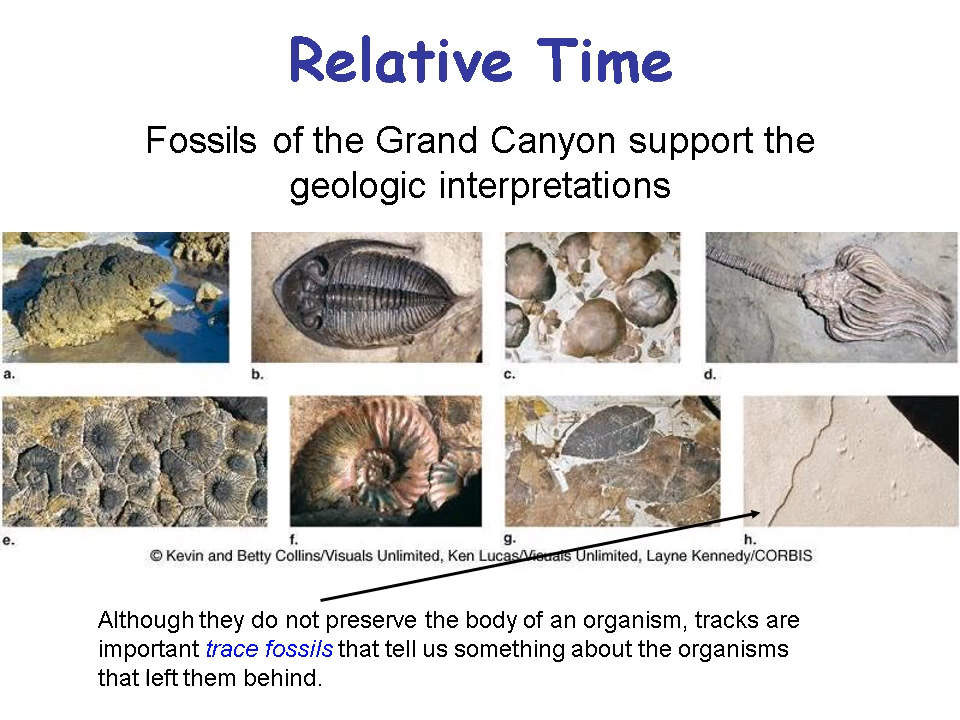 Relative Time
Fossils of the Grand Canyon support the
geologic interpretations
a.
b.
c.
d.
e.
f.
g.
h.
© Kevin and Betty Collins/Visuals Unlimited, Ken Lucas/Visuals Unlimited, Layne Kennedy/CORBIS
Although they do not preserve the body of an organism, tracks are
important trace fossils that tell us something about the organisms
that left them behind.